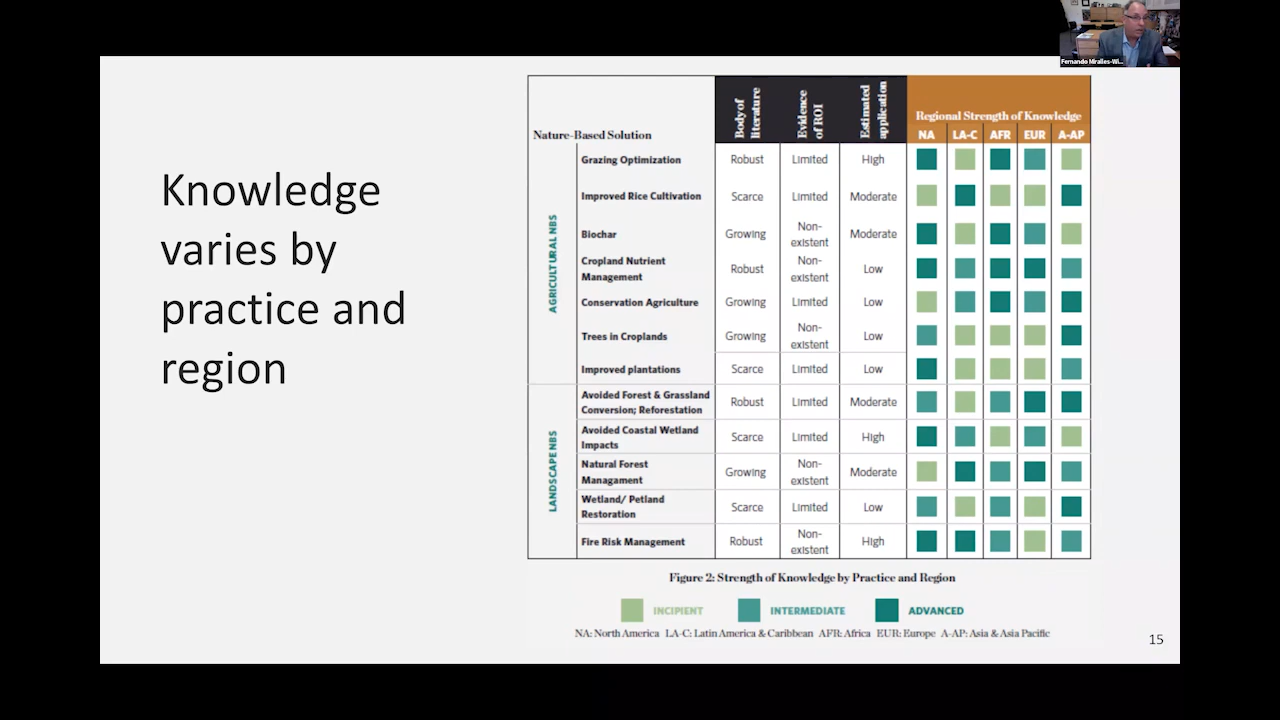 Fernando Miralles-Wi...
Knowledge
varies by
practice and
region
Nature-Based Solution
Body of
literature
Evidence
of ROI
Estimated
application
Regional Strength of Knowledge
NA LA-C AFR EUR A-AP
AGRICULTURAL NBS
Grazing Optimization Robust Limited High
Improved Rice Cultivation Scarce Limited Moderate
Biochar Growing Non-
existent Moderate
Cropland Nutrient
Management Robust Non-
existent Low
Conservation Agriculture Growing Limited Low
Trees in Croplands Growing Non-
existent Low
Improved plantations Scarce Limited Low
LANDSCAPE NBS
Avoided Forest & Grassland
Conversion; Reforestation Robust Limited Moderate
Avoided Coastal Wetland
Impacts Scarce Limited High
Natural Forest
Managament Growing Non-
existent Moderate
Wetland/ Petland
Restoration Scarce Limited Low
Fire Risk Management Robust Non-
existent High
Figure 2: Strength of Knowledge by Practice and Region
INCIPIENT INTERMEDIATE ADVANCED
NA: North America LA-C: Latin America & Caribbean AFR: Africa EUR: Europe A-AP: Asia & Asia Pacific
15